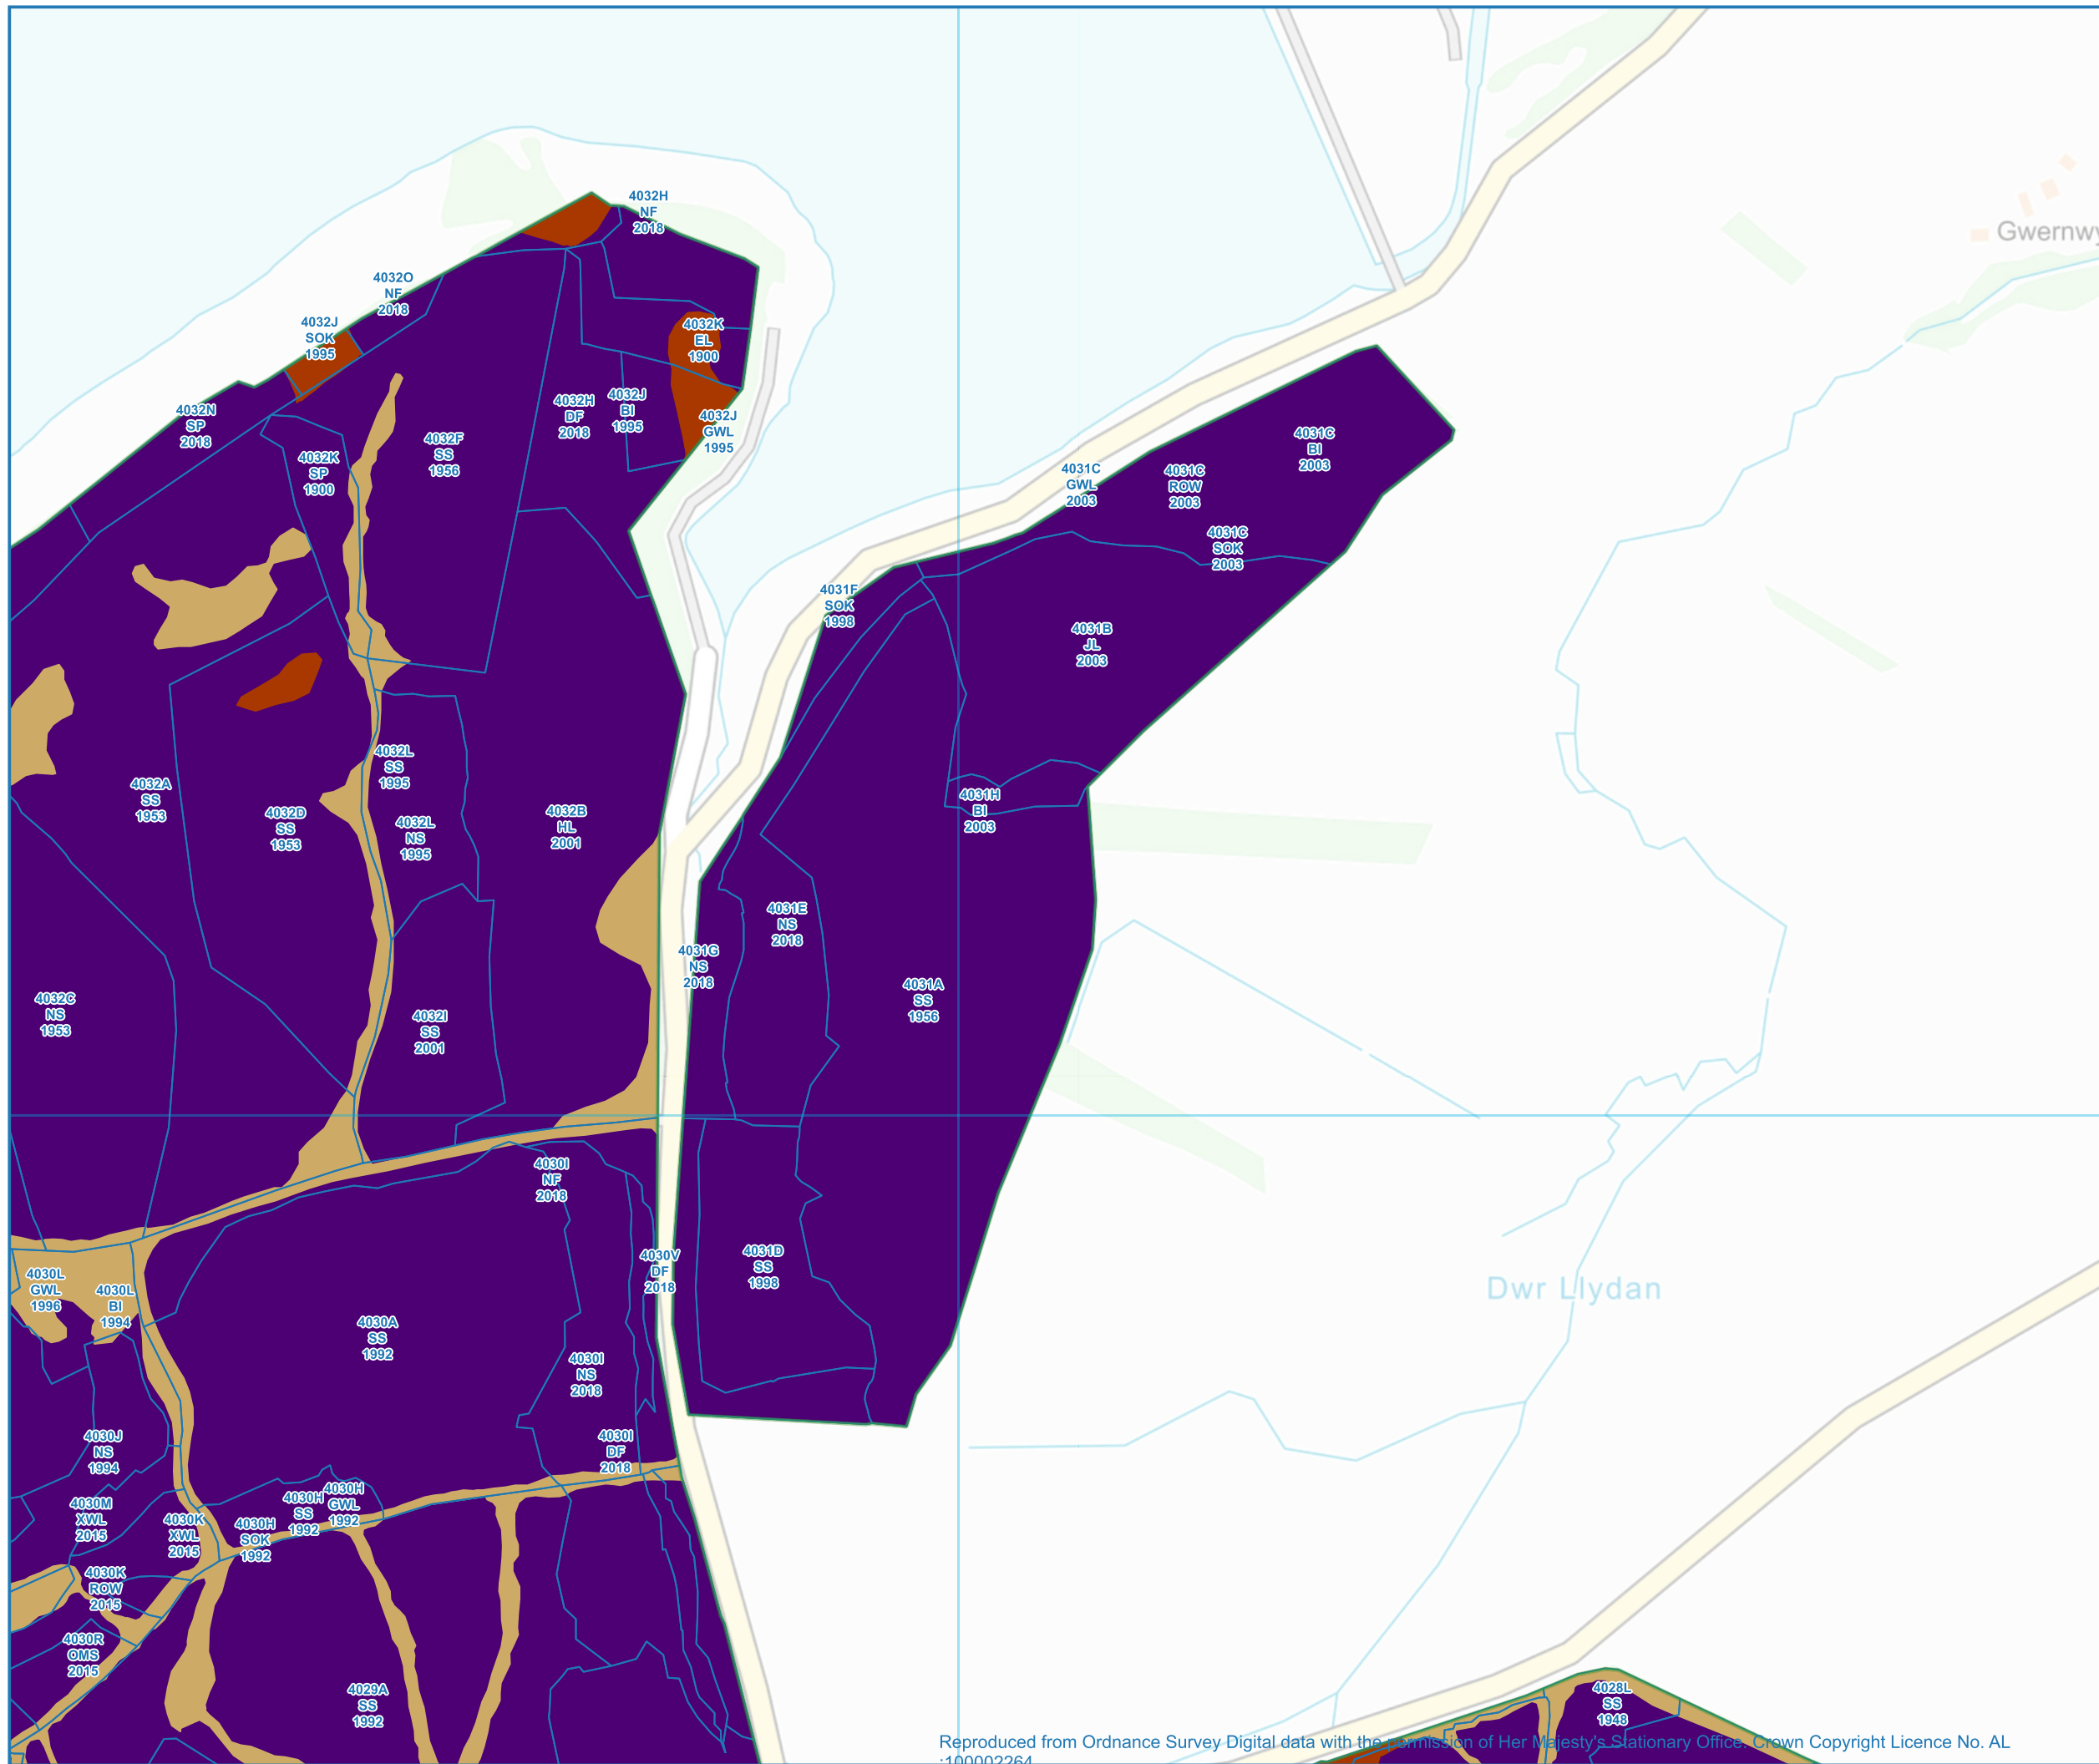 4032H
NF
2018
Gwernwy
4032O
NF
2018
4032J
SOK
1995
4032K
EL
1900
4032N
SP
2018
4032H
DF
2018
4032J
BI
1995
4032J
GWL
1995
4032F
SS
1956
4032K
SP
1900
4031C
BI
2003
4031C
GWL
2003
4031C
ROW
2003
4031C
SOK
2003
4031F
SOK
1998
4031B
JL
2003
4032L
SS
1995
4032A
SS
1953
4032D
SS
1953
4032L
NS
1995
4032B
HL
2001
4031H
BI
2003
4031E
NS
2018
4031G
NS
2018
4031A
SS
1956
4032C
NS
1953
4032I
SS
2001
4030I
NF
2018
4030V
DF
2018
4031D
SS
1998
4030L
GWL
1996
4030L
BI
1994
Dwr Llydan
4030A
SS
1992
4030I
NS
2018
4030J
NS
1994
4030I
DF
2018
4030M
XWL
2015
4030K
XWL
2015
4030H
SOK
1992
4030H
SS
1992
4030H
GWL
1992
4030K
ROW
2015
4030R
OMS
2015
4029A
SS
1992
4028L
SS
1948
Reproduced from Ordnance Survey Digital data with the permission of Her Majesty's Stationary Office. Crown Copyright Licence No. AL
:100002264